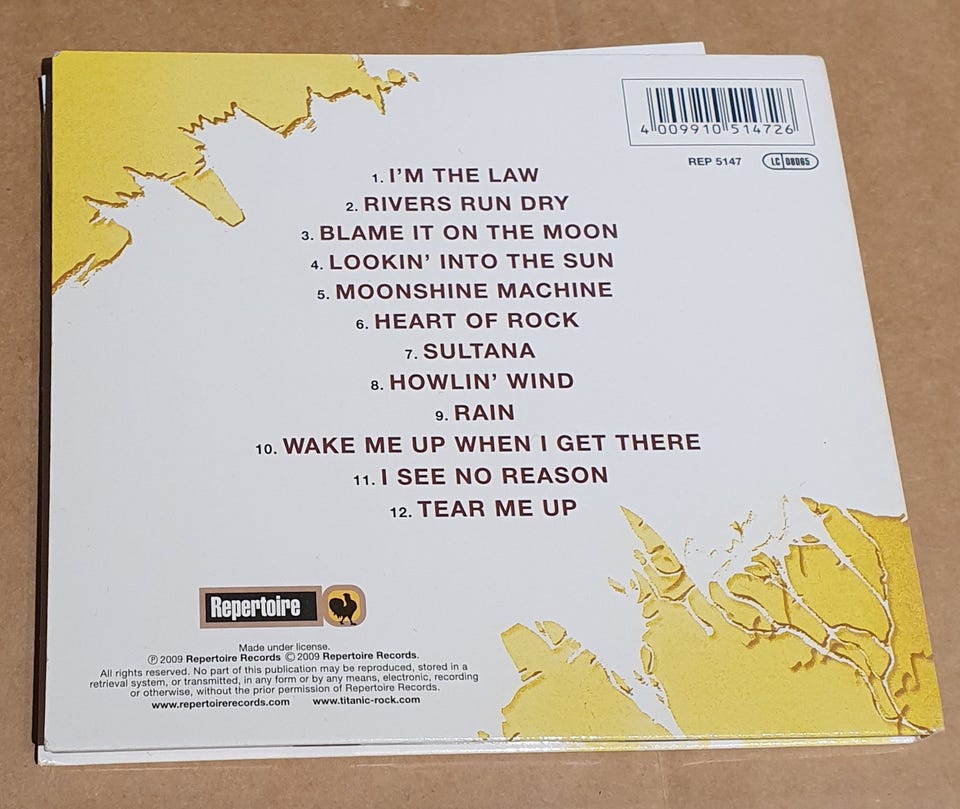 4 009910 514726
REP 5147 LC 08065
1. I'M THE LAW
2. RIVERS RUN DRY
3. BLAME IT ON THE MOON
4. LOOKIN' INTO THE SUN
5. MOONSHINE MACHINE
6. HEART OF ROCK
7. SULTANA
8. HOWLIN' WIND
9. RAIN
10. WAKE ME UP WHEN I GET THERE
11. I SEE NO REASON
12. TEAR ME UP
Repertoire
Made under license.
℗ 2009 Repertoire Records © 2009 Repertoire Records.
All rights reserved. No part of this publication may be reproduced, stored in a
retrieval system, or transmitted, in any form or by any means, electronic, recording
or otherwise, without the prior permission of Repertoire Records.
www.repertoirerecords.com www.titanic-rock.com